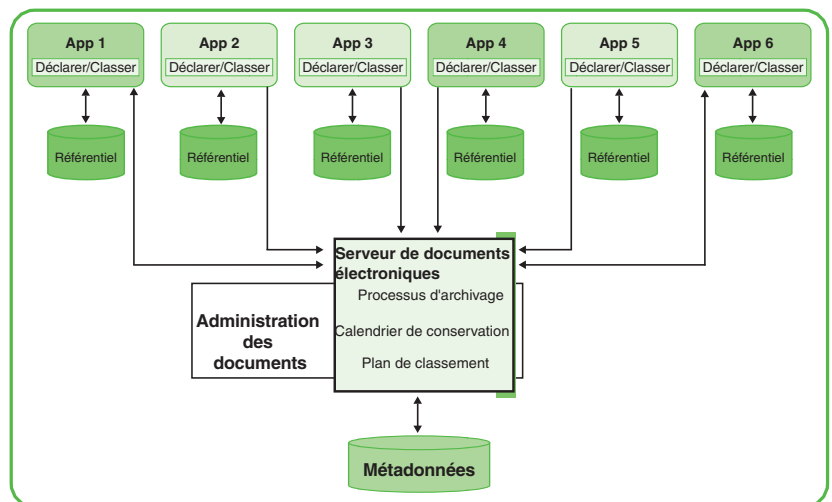 App 1
Déclarer/Classer
App 2
Déclarer/Classer
App 3
Déclarer/Classer
App 4
Déclarer/Classer
App 5
Déclarer/Classer
App 6
Déclarer/Classer
Référentiel
Référentiel
Référentiel
Référentiel
Référentiel
Référentiel
Serveur de documents
électroniques
Processus d'archivage
Calendrier de conservation
Plan de classement
Administration
des
documents
Métadonnées